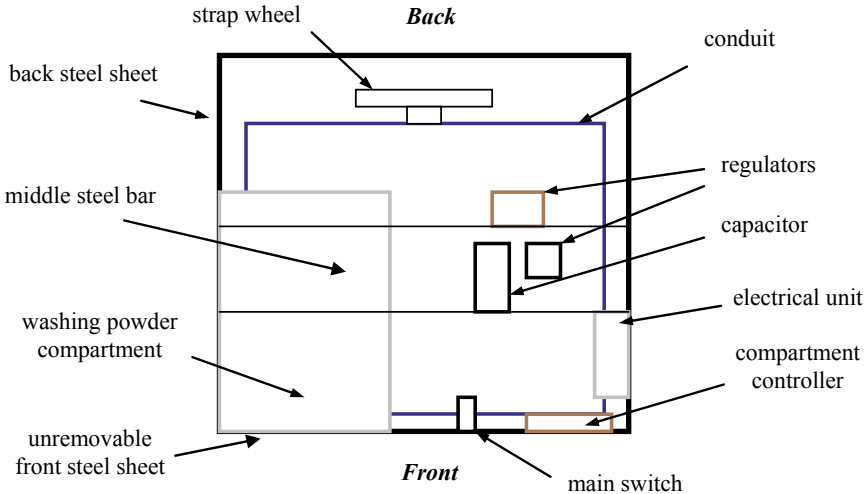 strap wheel
Back
conduit
back steel sheet
regulators
middle steel bar
capacitor
electrical unit
washing powder
compartment
compartment
controller
unremovable
front steel sheet
Front
main switch